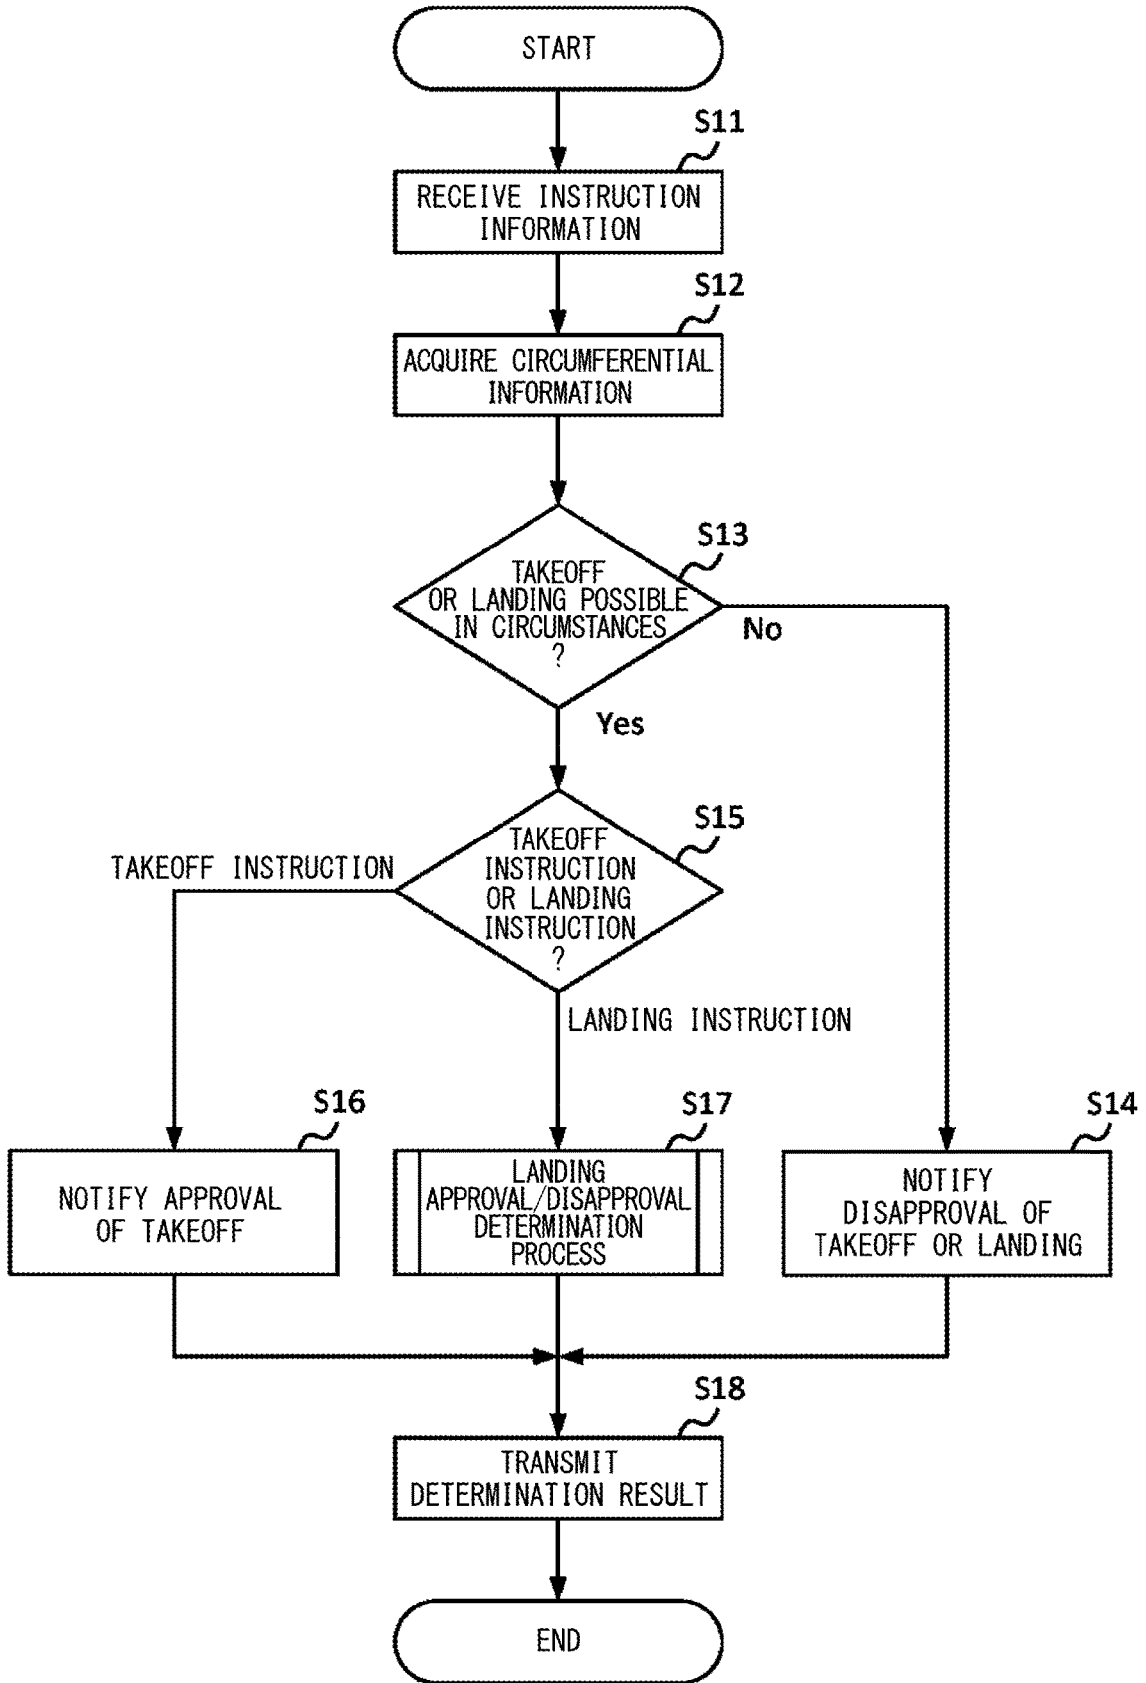 START
S11
RECEIVE INSTRUCTION
INFORMATION
S12
ACQUIRE CIRCUMFERENTIAL
INFORMATION
S13
TAKEOFF
OR LANDING POSSIBLE
IN CIRCUMSTANCES
?
No
Yes
S15
TAKEOFF
INSTRUCTION
OR LANDING
INSTRUCTION
?
TAKEOFF INSTRUCTION
LANDING INSTRUCTION
S16
NOTIFY APPROVAL
OF TAKEOFF
S17
LANDING
APPROVAL/DISAPPROVAL
DETERMINATION
PROCESS
S14
NOTIFY
DISAPPROVAL OF
TAKEOFF OR LANDING
S18
TRANSMIT
DETERMINATION RESULT
END